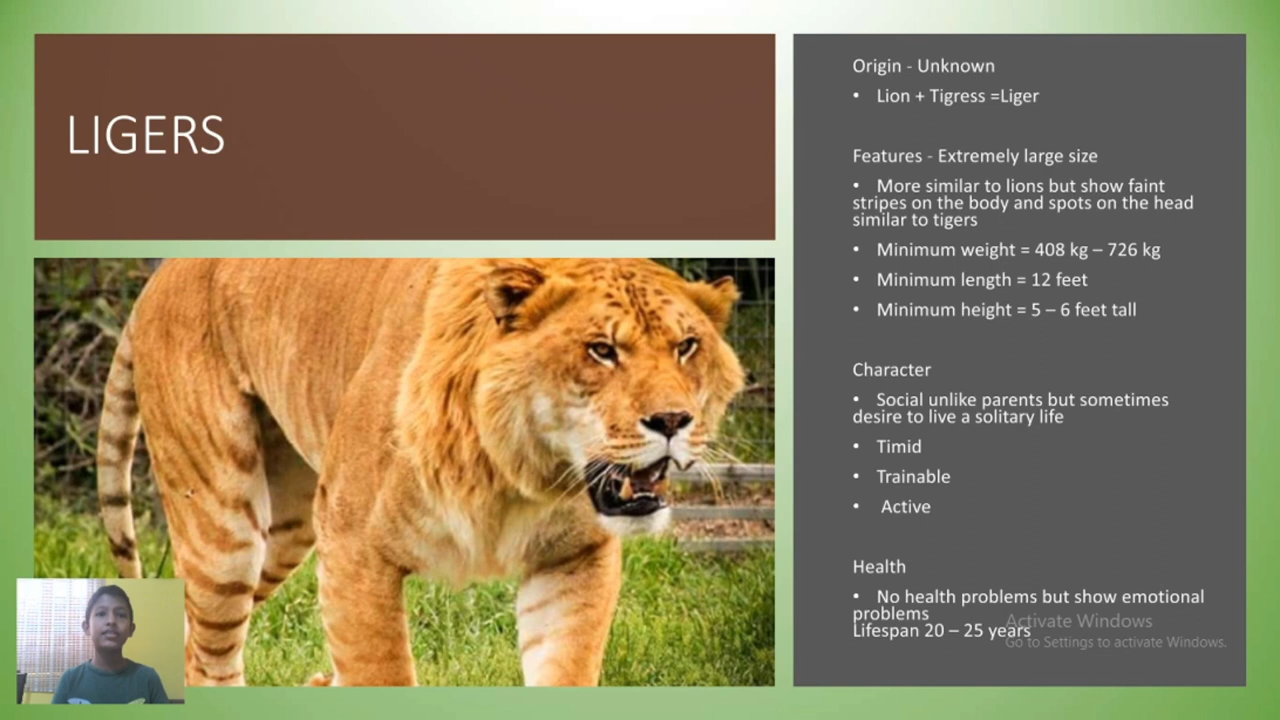 LIGERS
Origin - Unknown
• Lion + Tigress =Liger
Features - Extremely large size
• More similar to lions but show faint
stripes on the body and spots on the head
similar to tigers
• Minimum weight = 408 kg – 726 kg
• Minimum length = 12 feet
• Minimum height = 5 – 6 feet tall
Character
• Social unlike parents but sometimes
desire to live a solitary life
• Timid
• Trainable
• Active
Health
• No health problems but show emotional
problems
Lifespan 20 – 25 years
Activate Windows
Go to Settings to activate Windows.